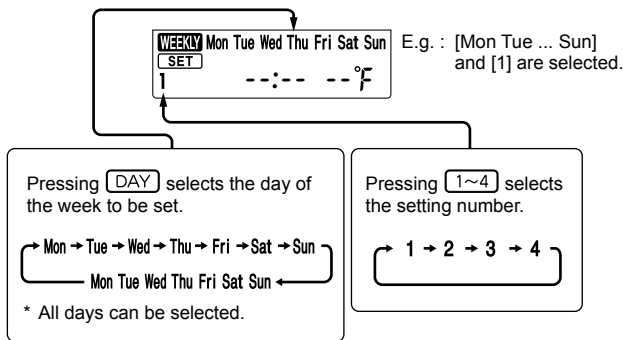 WEEKLY Mon Tue Wed Thu Fri Sat Sun
SET
1 --:-- --°F
E.g. : [Mon Tue ... Sun]
and [1] are selected.
Pressing DAY selects the day of
the week to be set.
Mon → Tue → Wed → Thu → Fri → Sat → Sun
Mon Tue Wed Thu Fri Sat Sun
* All days can be selected.
Pressing 1~4 selects
the setting number.
1 → 2 → 3 → 4